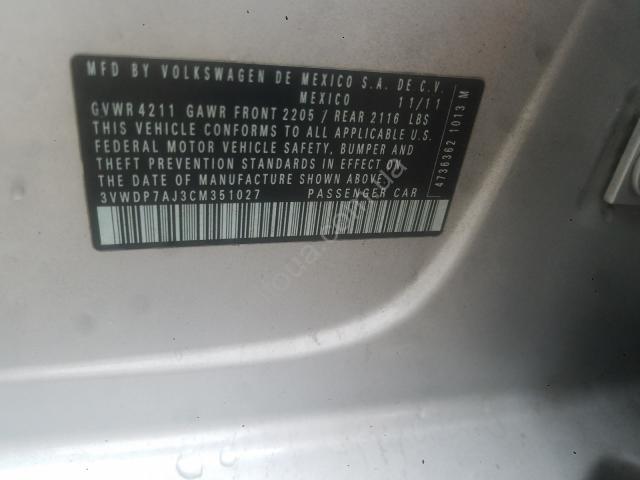 MFD BY VOLKSWAGEN DE MEXICO S.A. DE C.V.
MEXICO 11/11
GVWR 4211 GAWR FRONT 2205 / REAR 2116 LBS
THIS VEHICLE CONFORMS TO ALL APPLICABLE U.S.
FEDERAL MOTOR VEHICLE SAFETY, BUMPER AND
THEFT PREVENTION STANDARDS IN EFFECT ON
THE DATE OF MANUFACTURE SHOWN ABOVE.
3VWDP7AJ3CM351027 PASSENGER CAR
4736362 1013 M